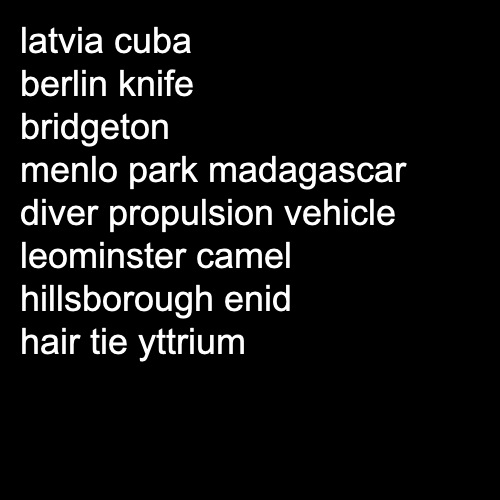 latvia cuba
berlin knife
bridgeton
menlo park madagascar
diver propulsion vehicle
leominster camel
hillsborough enid
hair tie yttrium